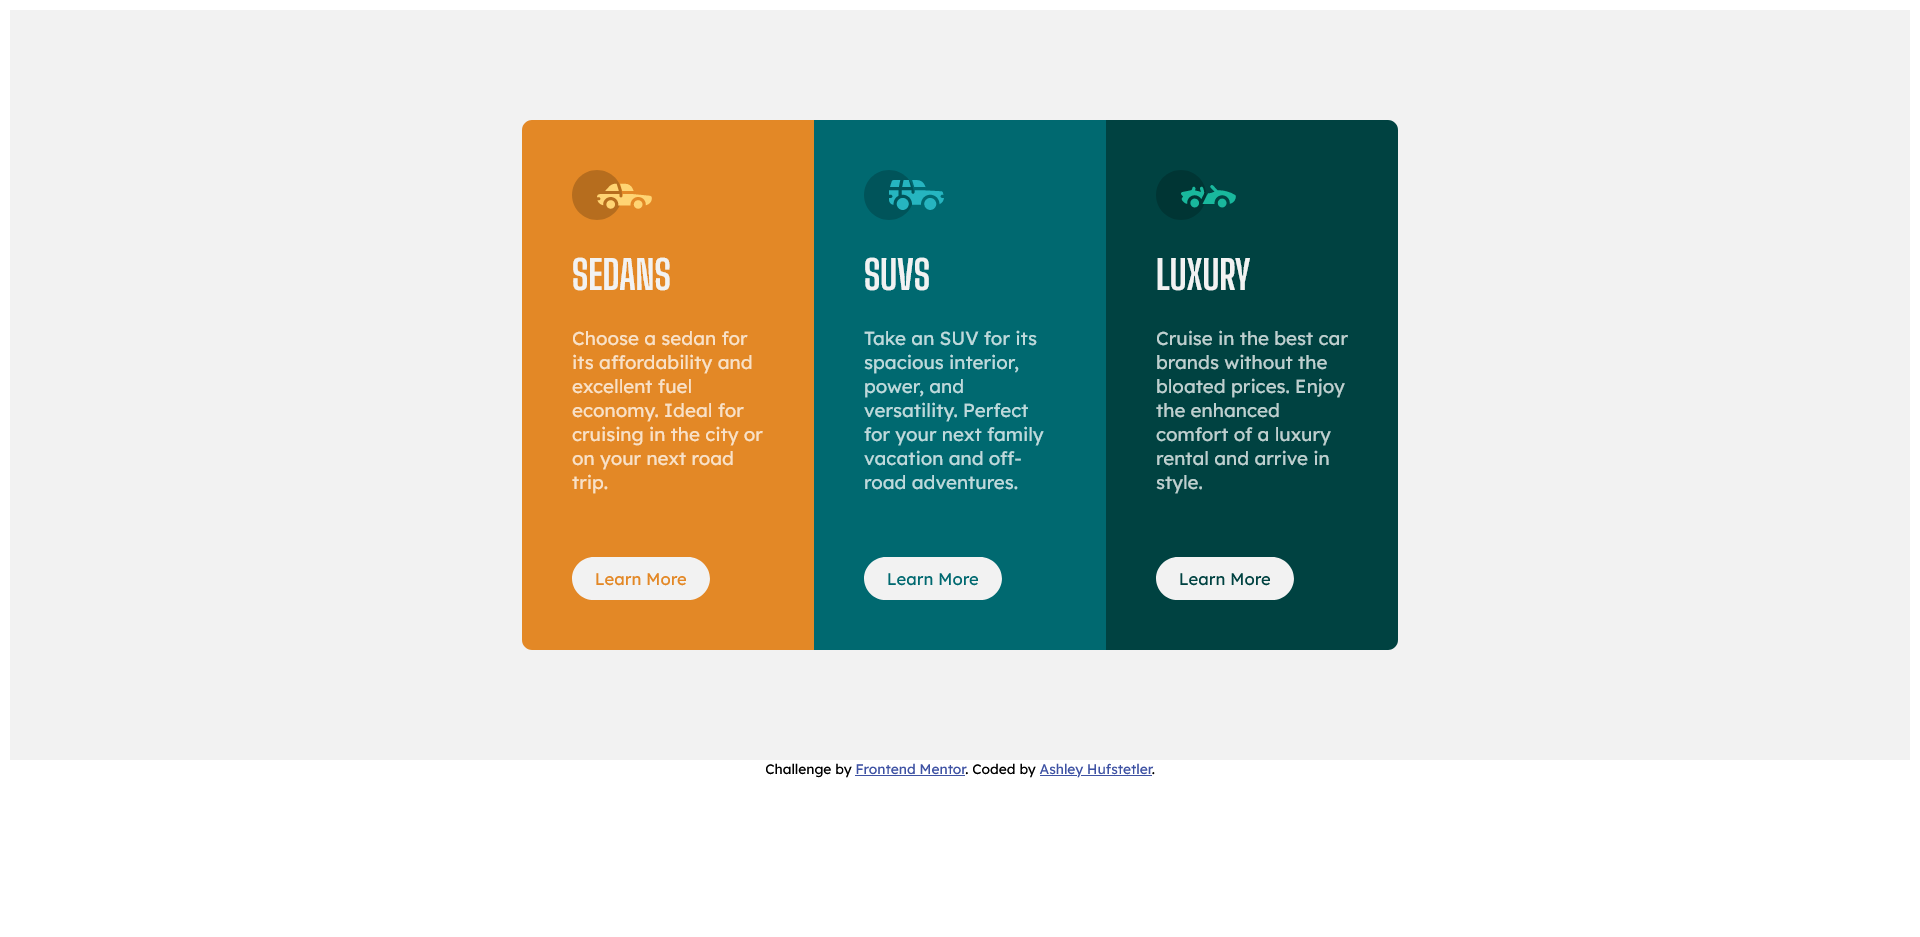 SEDANS
Choose a sedan for
its affordability and
excellent fuel
economy. Ideal for
cruising in the city or
on your next road
trip.
Learn More
SUVS
Take an SUV for its
spacious interior,
power, and
versatility. Perfect
for your next family
vacation and off-
road adventures.
Learn More
LUXURY
Cruise in the best car
brands without the
bloated prices. Enjoy
the enhanced
comfort of a luxury
rental and arrive in
style.
Learn More
Challenge by Frontend Mentor. Coded by Ashley Hufstetler.